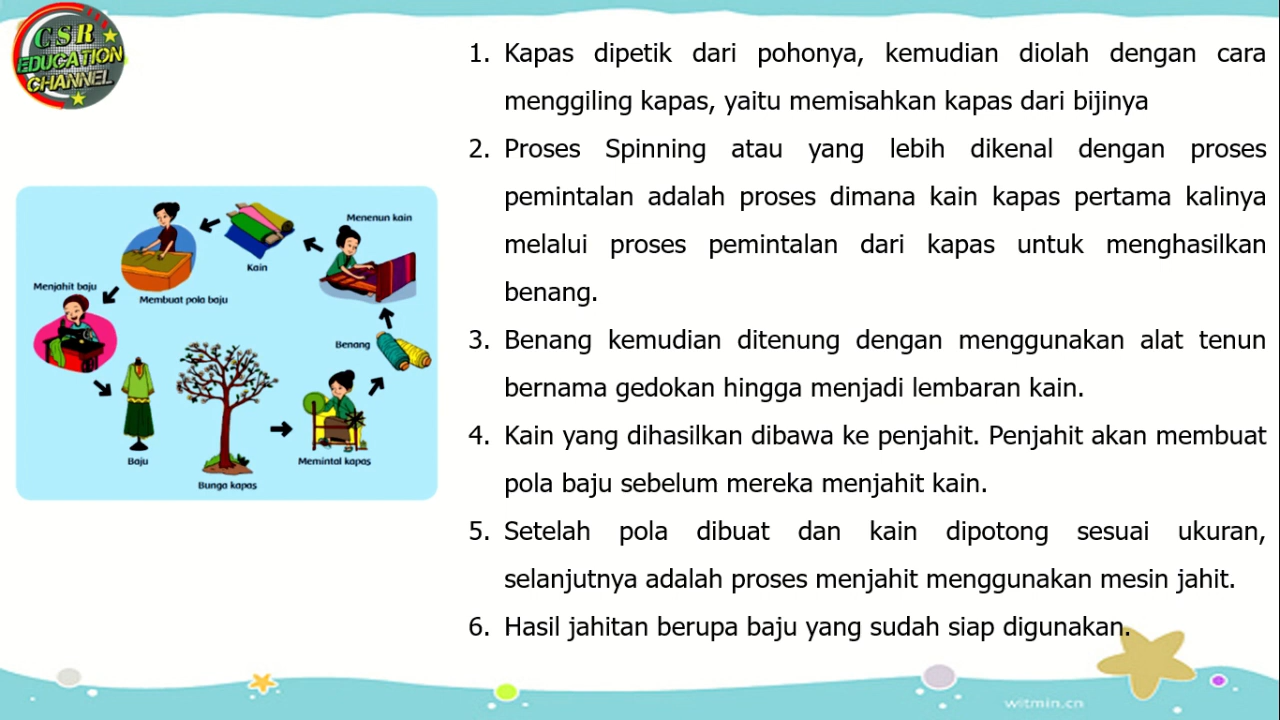 CSR
EDUCATION
CHANNEL
Menenun kain
Kain
Membuat pola baju
Menjahit baju
Benang
Baju
Bunga kapas
Memintal kapas
1. Kapas dipetik dari pohonya, kemudian diolah dengan cara
menggiling kapas, yaitu memisahkan kapas dari bijinya
2. Proses Spinning atau yang lebih dikenal dengan proses
pemintalan adalah proses dimana kain kapas pertama kalinya
melalui proses pemintalan dari kapas untuk menghasilkan
benang.
3. Benang kemudian ditenung dengan menggunakan alat tenun
bernama gedokan hingga menjadi lembaran kain.
4. Kain yang dihasilkan dibawa ke penjahit. Penjahit akan membuat
pola baju sebelum mereka menjahit kain.
5. Setelah pola dibuat dan kain dipotong sesuai ukuran,
selanjutnya adalah proses menjahit menggunakan mesin jahit.
6. Hasil jahitan berupa baju yang sudah siap digunakan.
witmin.cn